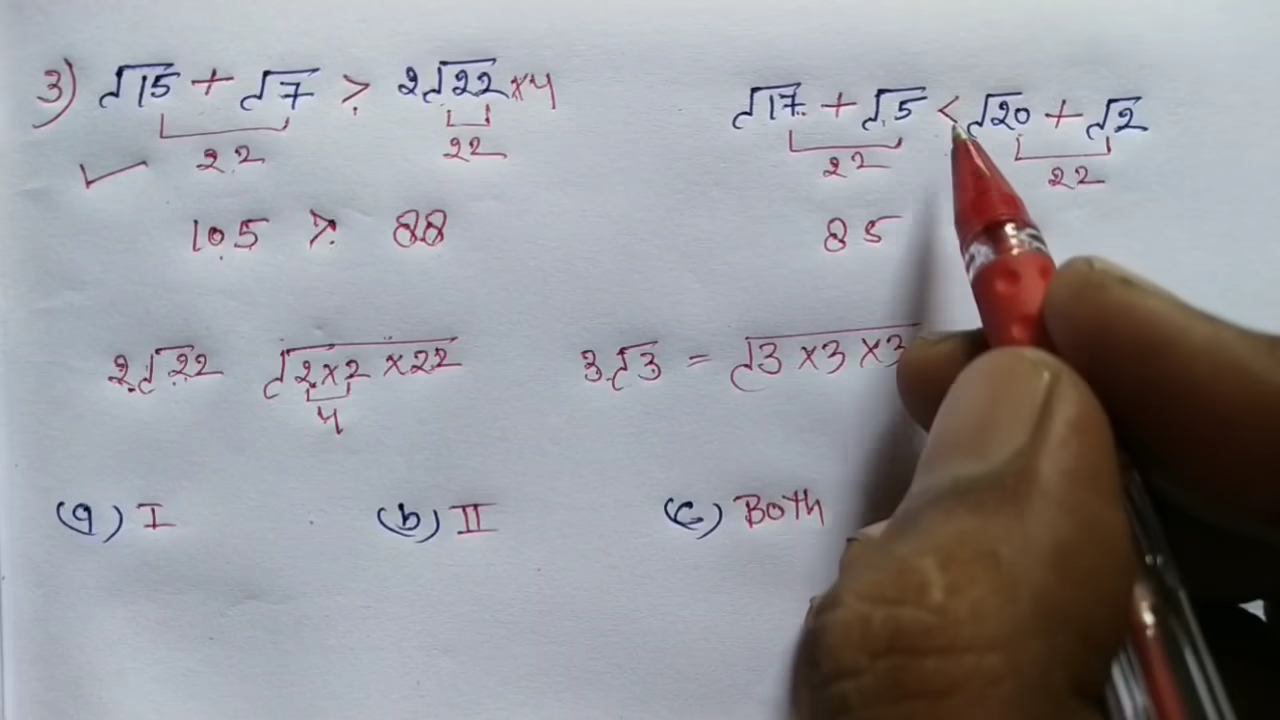 3) √15 + √7 > 2√22 ×4
22 22
√17 + √5 < √20 + √2
22 22
105 > 88
85
2√22 √2×2×22
4
3√3 = √3×3×3
(a) I (b) II (c) Both